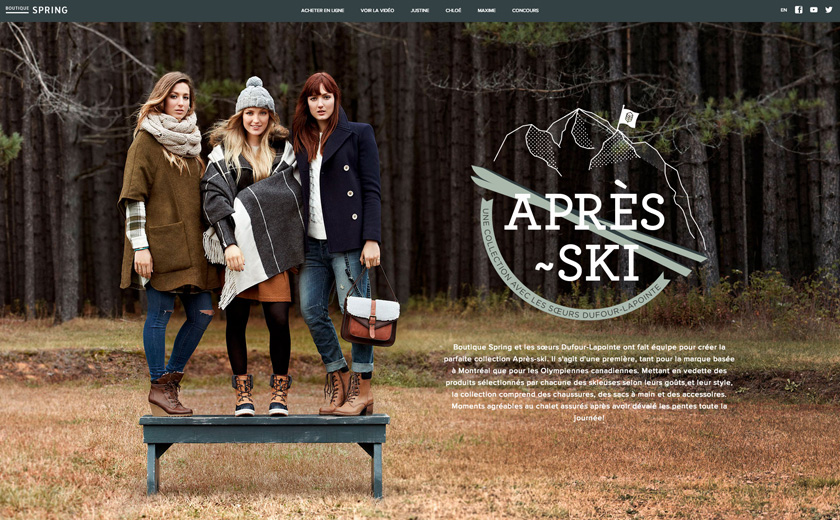 BOUTIQUE SPRING
ACHETER EN LIGNE VOIR LA VIDÉO JUSTINE CHLOÉ MAXIME CONCOURS
EN
APRÈS
~SKI
UNE COLLECTION AVEC LES SŒURS DUFOUR-LAPOINTE
Boutique Spring et les sœurs Dufour-Lapointe ont fait équipe pour créer la
parfaite collection Après-ski. Il s'agit d'une première, tant pour la marque basée
à Montréal que pour les Olympiennes canadiennes. Mettant en vedette des
produits sélectionnés par chacune des skieuses selon leurs goûts et leur style,
la collection comprend des chaussures, des sacs à main et des accessoires.
Moments agréables au chalet assurés après avoir dévalé les pentes toute la
journée!